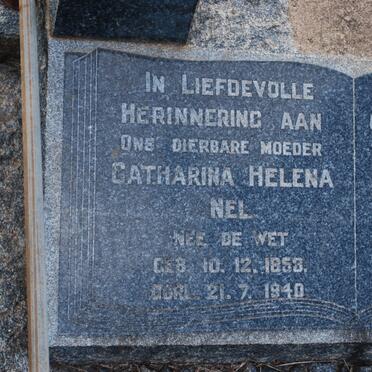 IN LIEFDEVOLLE
HERINNERING AAN
ONS DIERBARE MOEDER
CATHARINA HELENA
NEL
NEE DE WET
GEB. 10. 12. 1858.
OORL. 21. 7. 1940